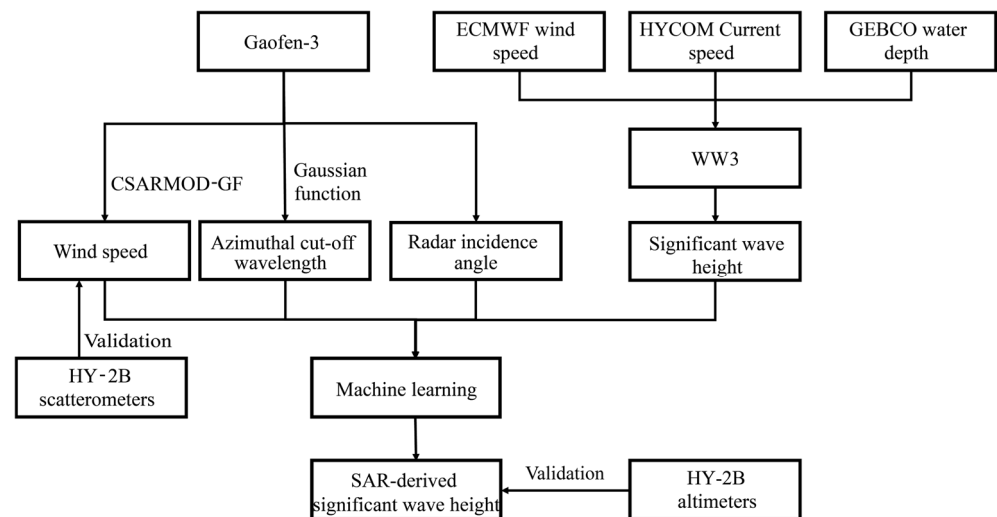 Gaofen-3
ECMWF wind
speed
HYCOM Current
speed
GEBCO water
depth
CSARMOD-GF
Gaussian
function
WW3
Wind speed
Azimuthal cut-off
wavelength
Radar incidence
angle
Significant wave
height
Validation
HY-2B
scatterometers
Machine learning
SAR-derived
significant wave height
Validation
HY-2B
altimeters